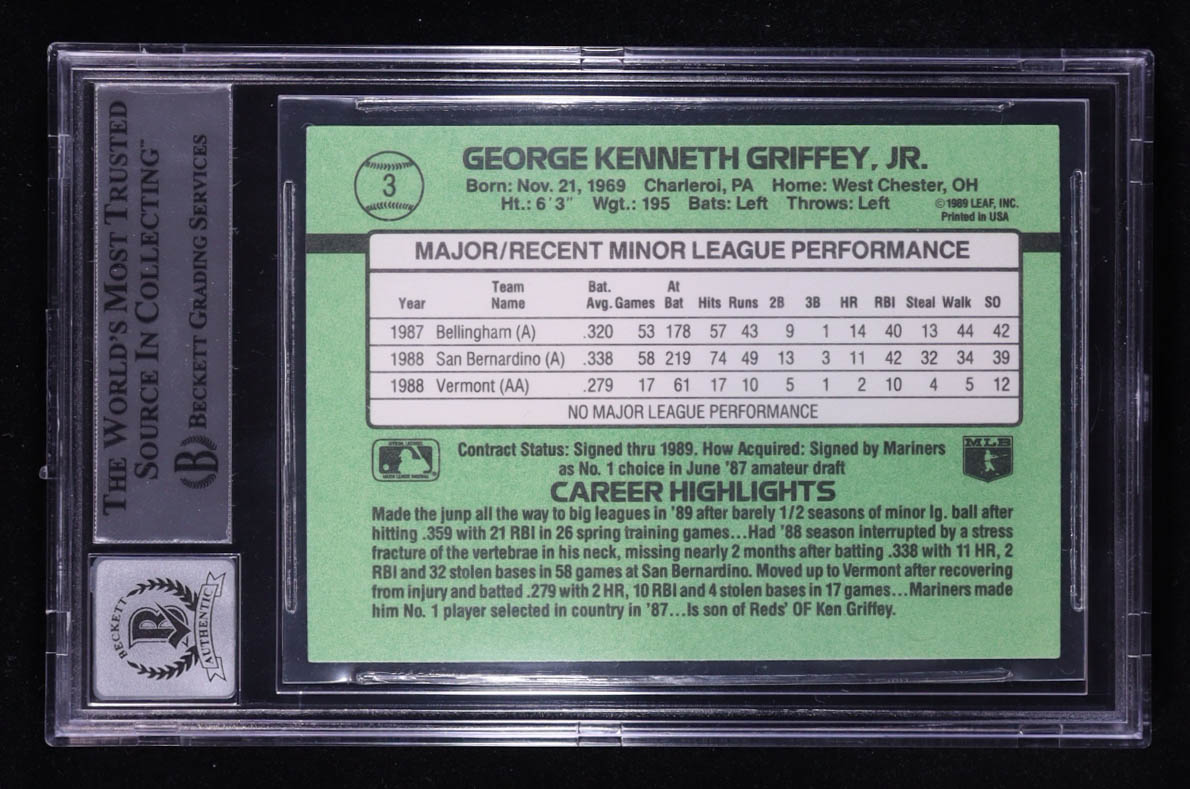 THE WORLD'S MOST TRUSTED
SOURCE IN COLLECTING™
B BECKETT GRADING SERVICES
BECKETT
B
AUTHENTIC
3
GEORGE KENNETH GRIFFEY, JR.
Born: Nov. 21, 1969 Charleroi, PA Home: West Chester, OH
Ht.: 6'3" Wgt.: 195 Bats: Left Throws: Left
©1989 LEAF, INC.
Printed in USA
MAJOR/RECENT MINOR LEAGUE PERFORMANCE
Year Team Name Bat. Avg. Games At Bat Hits Runs 2B 3B HR RBI Steal Walk SO
1987 Bellingham (A) .320 53 178 57 43 9 1 14 40 13 44 42
1988 San Bernardino (A) .338 58 219 74 49 13 3 11 42 32 34 39
1988 Vermont (AA) .279 17 61 17 10 5 1 2 10 4 5 12
NO MAJOR LEAGUE PERFORMANCE
Contract Status: Signed thru 1989. How Acquired: Signed by Mariners
as No. 1 choice in June '87 amateur draft
MLB
CAREER HIGHLIGHTS
Made the junp all the way to big leagues in '89 after barely 1/2 seasons of minor lg. ball after
hitting .359 with 21 RBI in 26 spring training games...Had '88 season interrupted by a stress
fracture of the vertebrae in his neck, missing nearly 2 months after batting .338 with 11 HR, 2
RBI and 32 stolen bases in 58 games at San Bernardino. Moved up to Vermont after recovering
from injury and batted .279 with 2 HR, 10 RBI and 4 stolen bases in 17 games...Mariners made
him No. 1 player selected in country in '87...Is son of Reds' OF Ken Griffey.